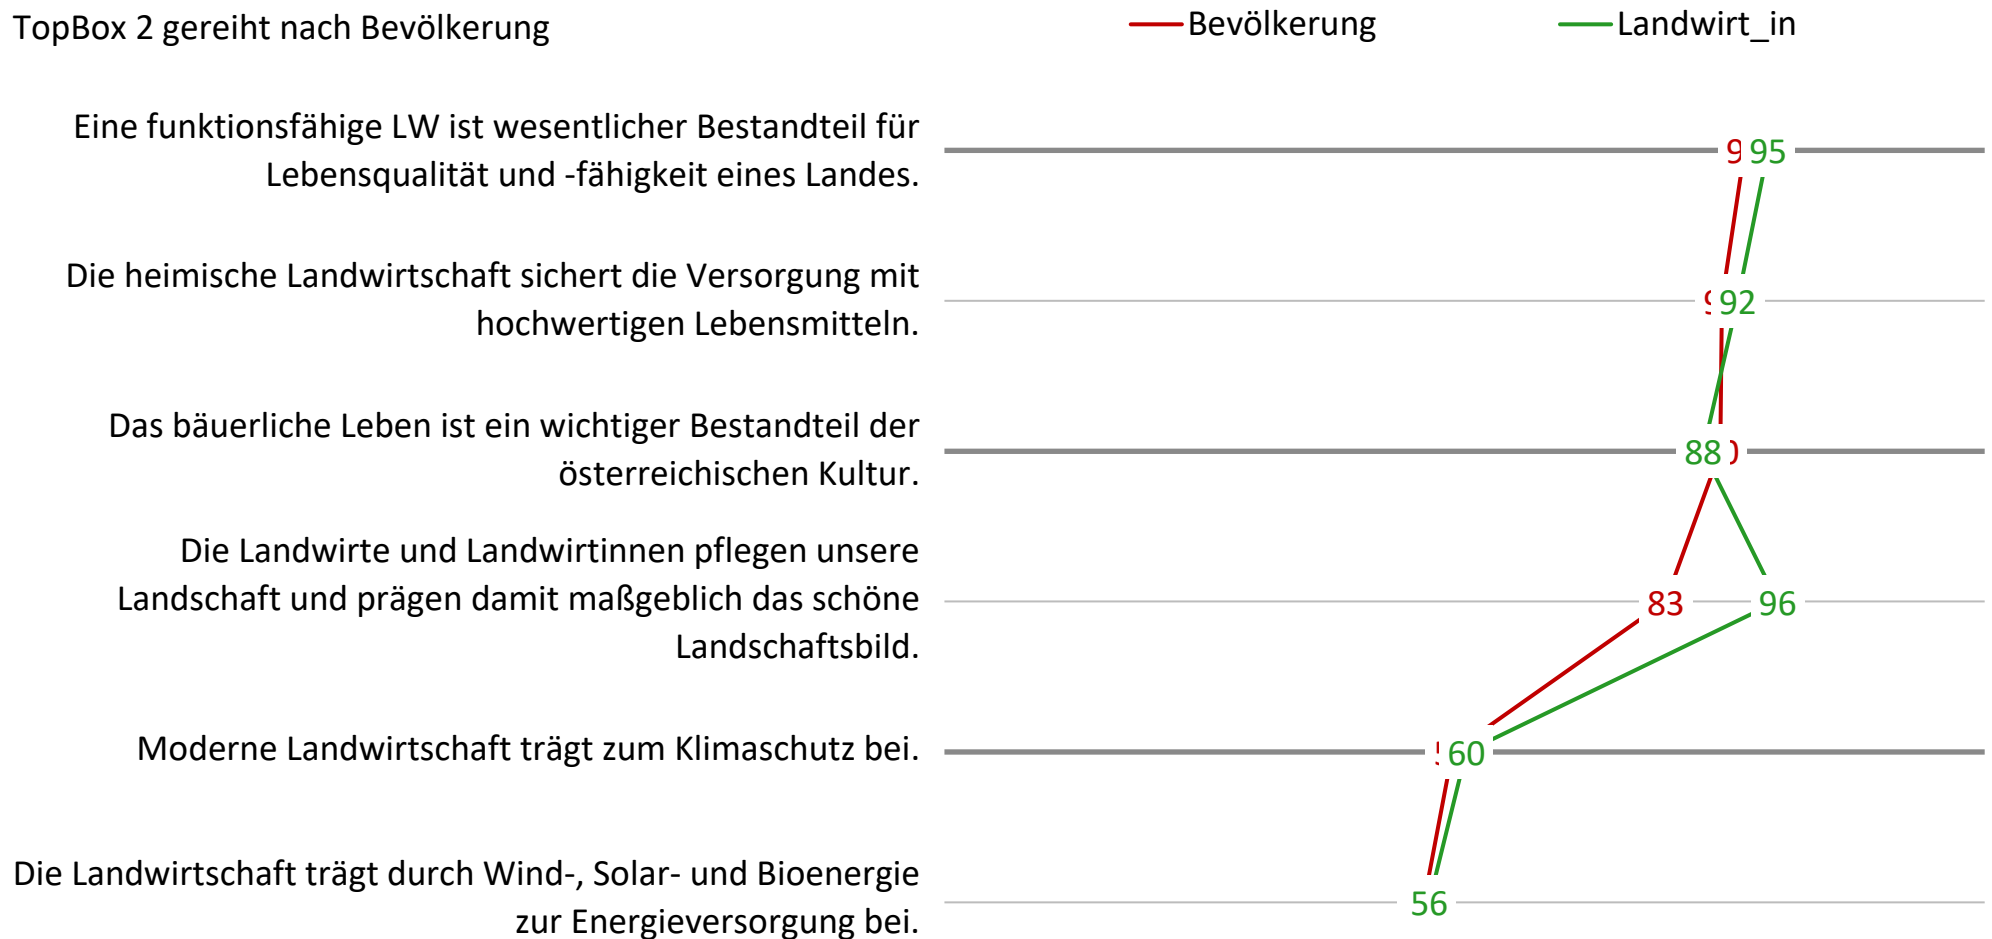 TopBox 2 gereiht nach Bevölkerung
Bevölkerung
Landwirt_in
Eine funktionsfähige LW ist wesentlicher Bestandteil für
Lebensqualität und -fähigkeit eines Landes.
95
Die heimische Landwirtschaft sichert die Versorgung mit
hochwertigen Lebensmitteln.
92
Das bäuerliche Leben ist ein wichtiger Bestandteil der
österreichischen Kultur.
88
Die Landwirte und Landwirtinnen pflegen unsere
Landschaft und prägen damit maßgeblich das schöne
Landschaftsbild.
83 96
Moderne Landwirtschaft trägt zum Klimaschutz bei.
60
Die Landwirtschaft trägt durch Wind-, Solar- und Bioenergie
zur Energieversorgung bei.
56